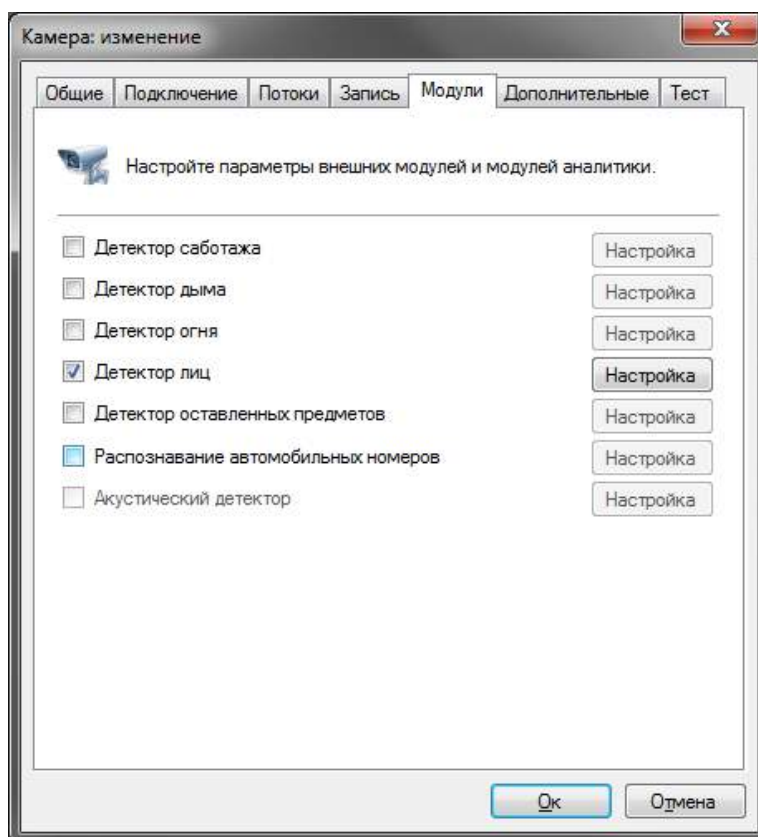 Камера: изменение
Общие Подключение Потоки Запись Модули Дополнительные Тест
Настройте параметры внешних модулей и модулей аналитики.
Детектор саботажа Настройка
Детектор дыма Настройка
Детектор огня Настройка
Детектор лиц Настройка
Детектор оставленных предметов Настройка
Распознавание автомобильных номеров Настройка
Акустический детектор Настройка
Ок Отмена